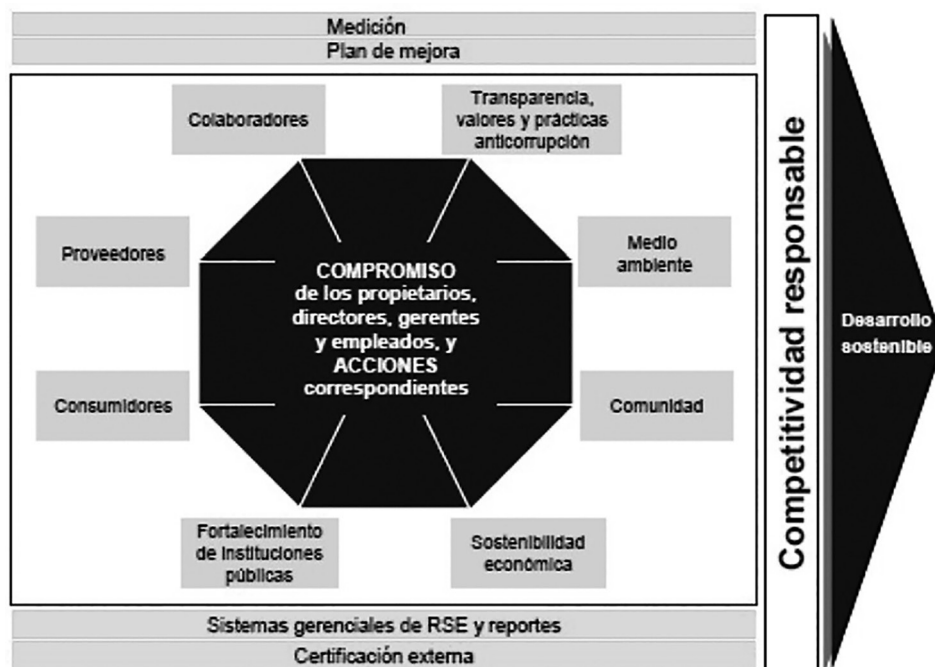 Medición
Plan de mejora
Colaboradores
Transparencia,
valores y prácticas
anticorrupción
Proveedores
Medio
ambiente
COMPROMISO
de los propietarios,
directores, gerentes
y empleados, y
ACCIONES
correspondientes
Consumidores
Comunidad
Fortalecimiento
de instituciones
públicas
Sostenibilidad
económica
Sistemas gerenciales de RSE y reportes
Certificación externa
Competitividad responsable
Desarrollo
sostenible